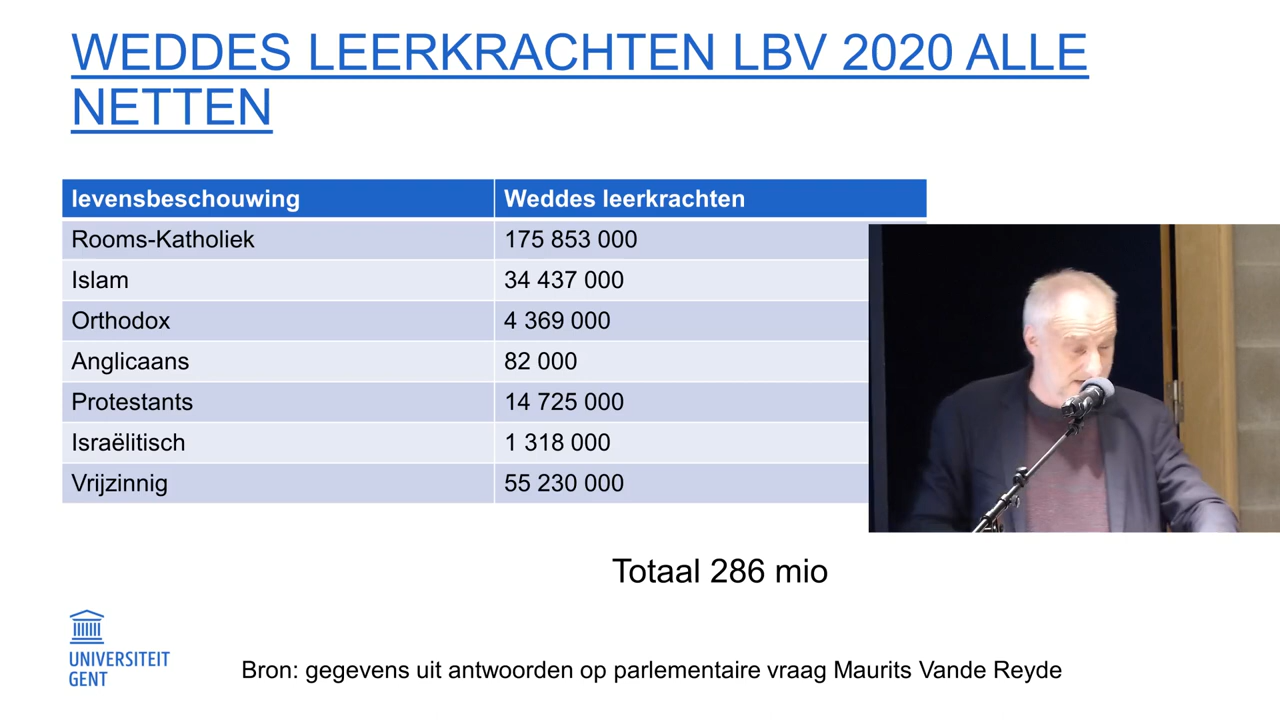 WEDDES LEERKRACHTEN LBV 2020 ALLE
NETTEN
levensbeschouwing Weddes leerkrachten
Rooms-Katholiek 175 853 000
Islam 34 437 000
Orthodox 4 369 000
Anglicaans 82 000
Protestants 14 725 000
Israëlitisch 1 318 000
Vrijzinnig 55 230 000
Totaal 286 mio
UNIVERSITEIT
GENT
Bron: gegevens uit antwoorden op parlementaire vraag Maurits Vande Reyde